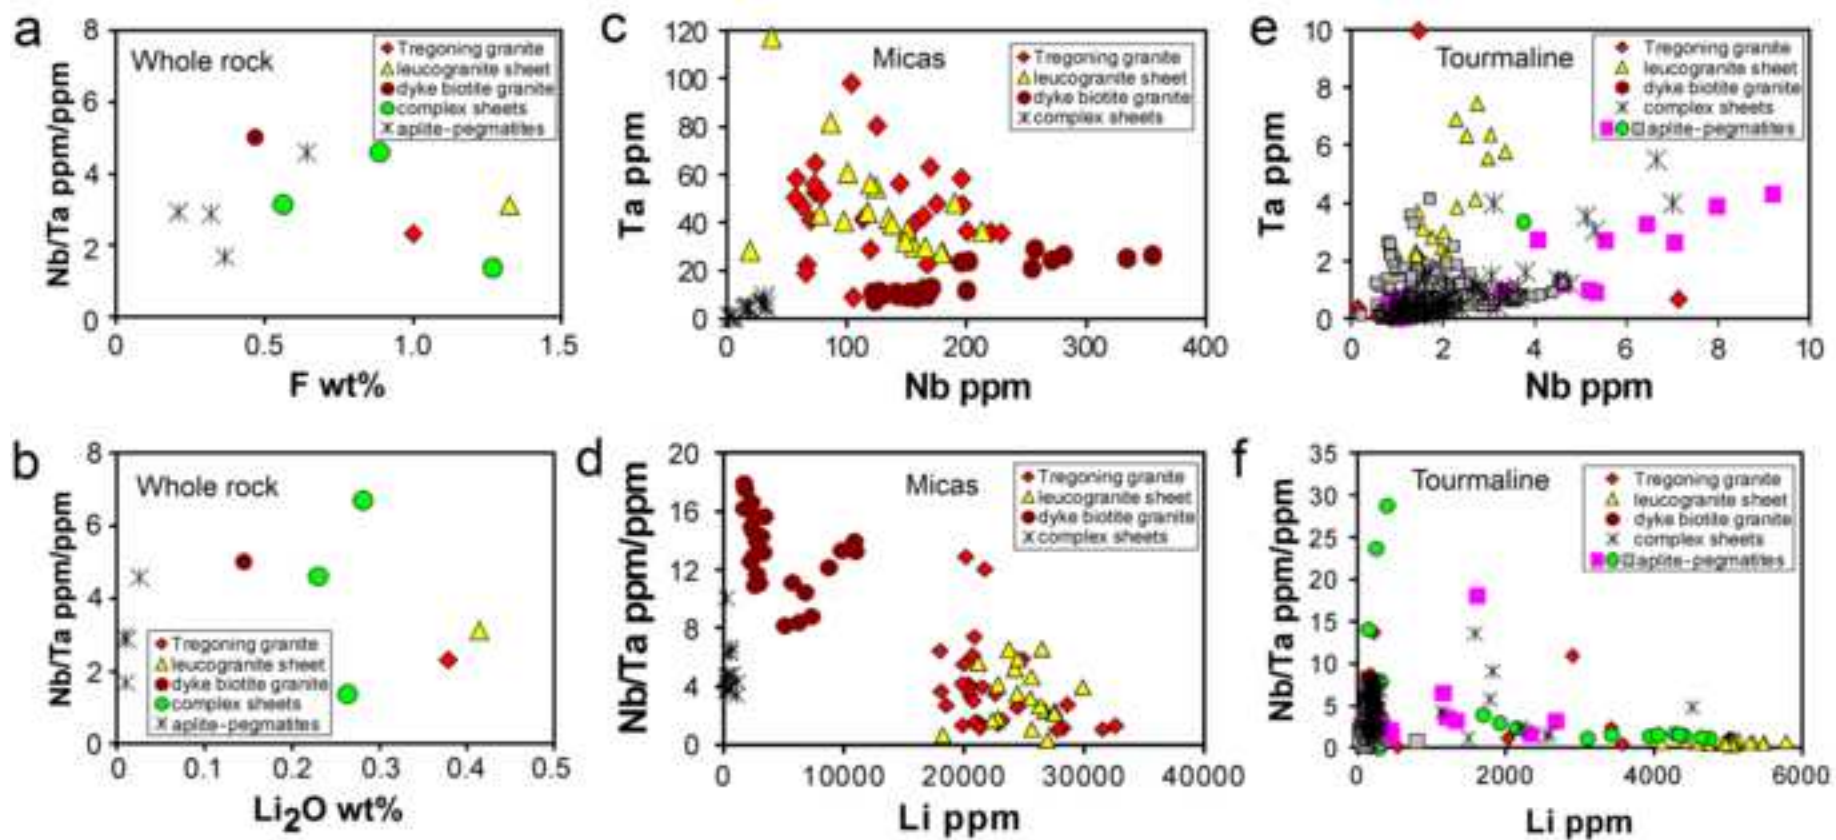 a
Nb/Ta ppm/ppm
8
6
4
2
0
Whole rock
Tregoning granite
leucogranite sheet
dyke biotite granite
complex sheets
aplite-pegmatites
0
0.5
1.0
1.5
F wt%
c
Ta ppm
120
100
80
60
40
20
0
Micas
Tregoning granite
leucogranite sheet
dyke biotite granite
complex sheets
0
100
200
300
400
Nb ppm
e
Ta ppm
10
8
6
4
2
0
Tourmaline
Tregoning granite
leucogranite sheet
dyke biotite granite
complex sheets
aplite-pegmatites
0
2
4
6
8
10
Nb ppm
b
Nb/Ta ppm/ppm
8
6
4
2
0
Whole rock
Tregoning granite
leucogranite sheet
dyke biotite granite
complex sheets
aplite-pegmatites
0
0.1
0.2
0.3
0.4
0.5
Li2O wt%
d
Nb/Ta ppm/ppm
20
16
12
8
4
0
Micas
Tregoning granite
leucogranite sheet
dyke biotite granite
complex sheets
0
10000
20000
30000
40000
Li ppm
f
Nb/Ta ppm/ppm
35
30
25
20
15
10
5
0
Tourmaline
Tregoning granite
leucogranite sheet
dyke biotite granite
complex sheets
aplite-pegmatites
0
2000
4000
6000
Li ppm